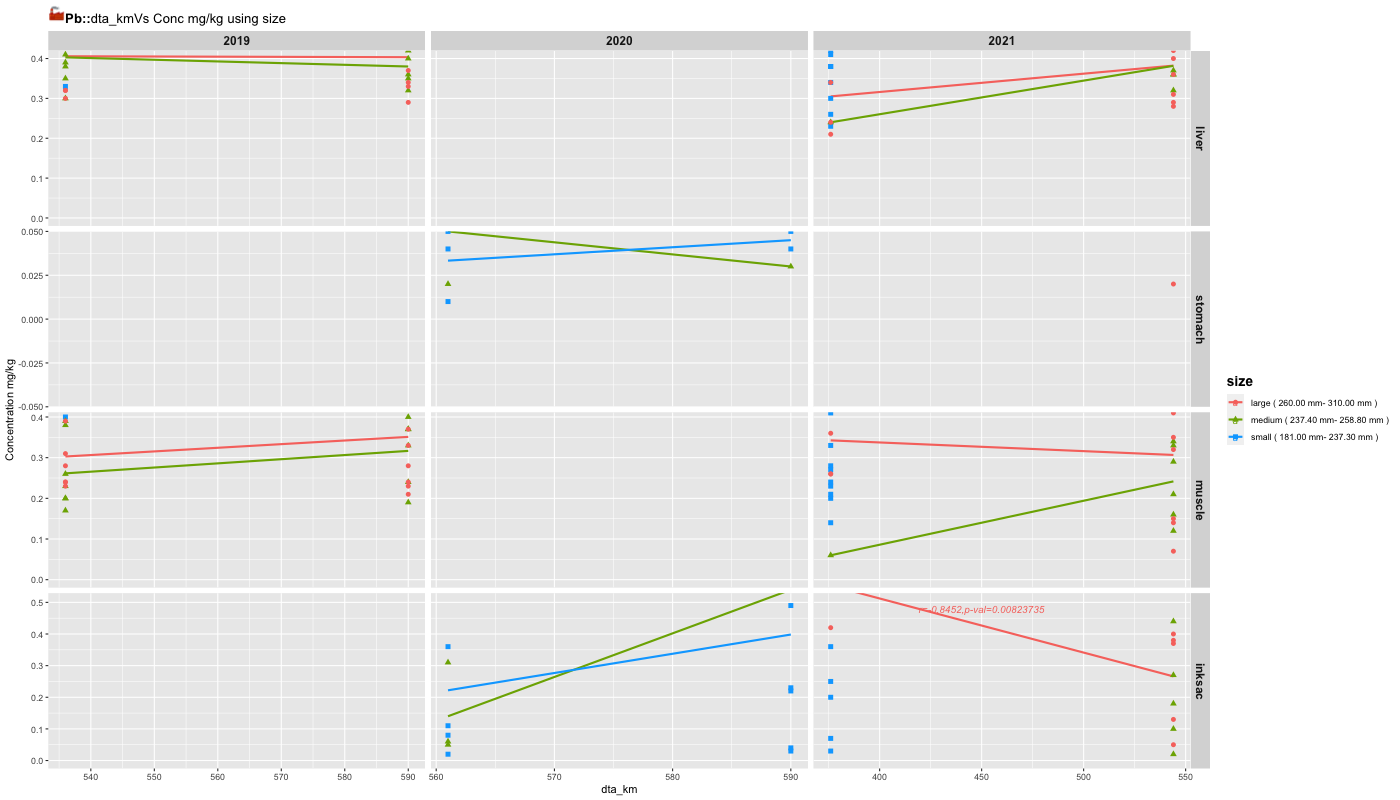 Pb::dta_kmVs Conc mg/kg using size
2019 2020 2021
0.4
0.3
0.2
0.1
0.0
liver
0.050
0.025
0.000
-0.025
-0.050
stomach
0.4
0.3
0.2
0.1
0.0
muscle
0.5
0.4
0.3
0.2
0.1
0.0
r=-0.8452,p-val=0.00823735
inksac
540 550 560 570 580 590 560 570 580 590 400 450 500 550
dta_km
Concentration mg/kg
size
large ( 260.00 mm- 310.00 mm )
medium ( 237.40 mm- 258.80 mm )
small ( 181.00 mm- 237.30 mm )